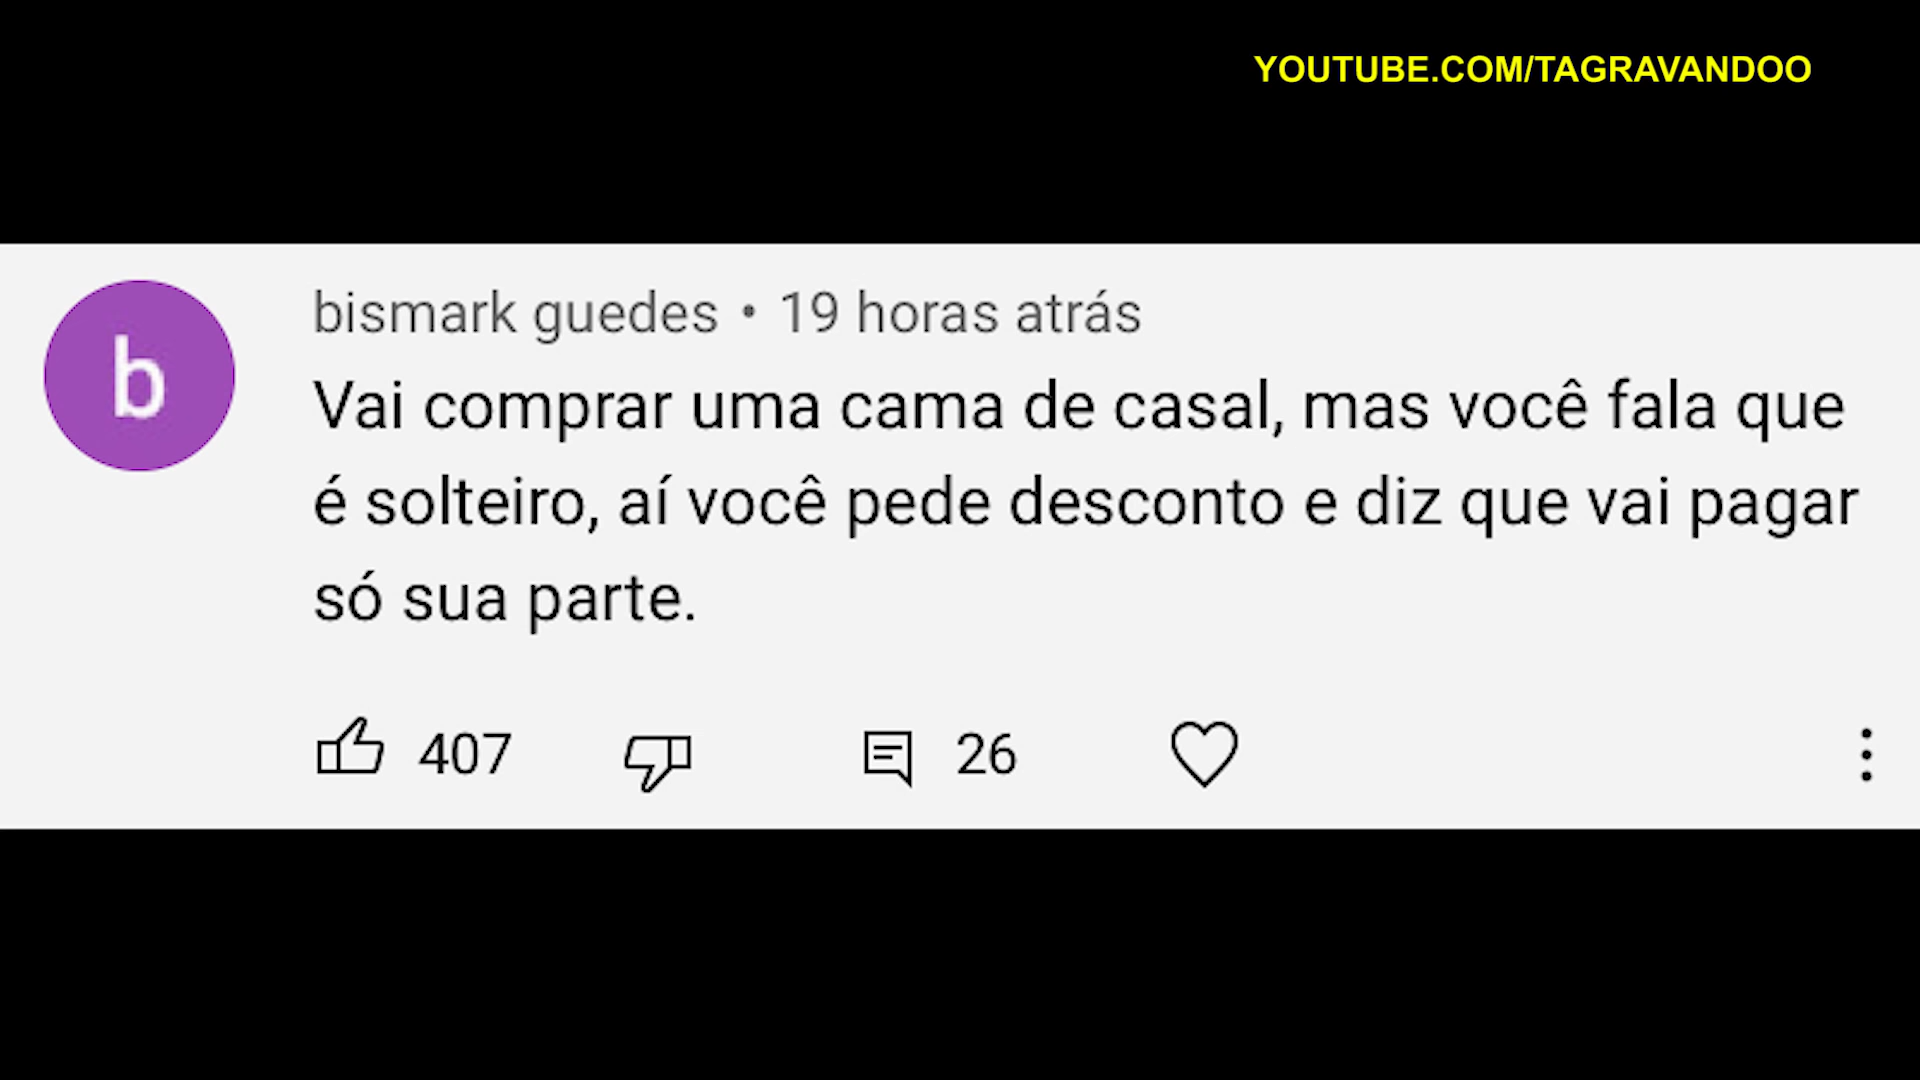 YOUTUBE.COM/TAGRAVANDOO
b
bismark guedes • 19 horas atrás
Vai comprar uma cama de casal, mas você fala que
é solteiro, aí você pede desconto e diz que vai pagar
só sua parte.
407 26